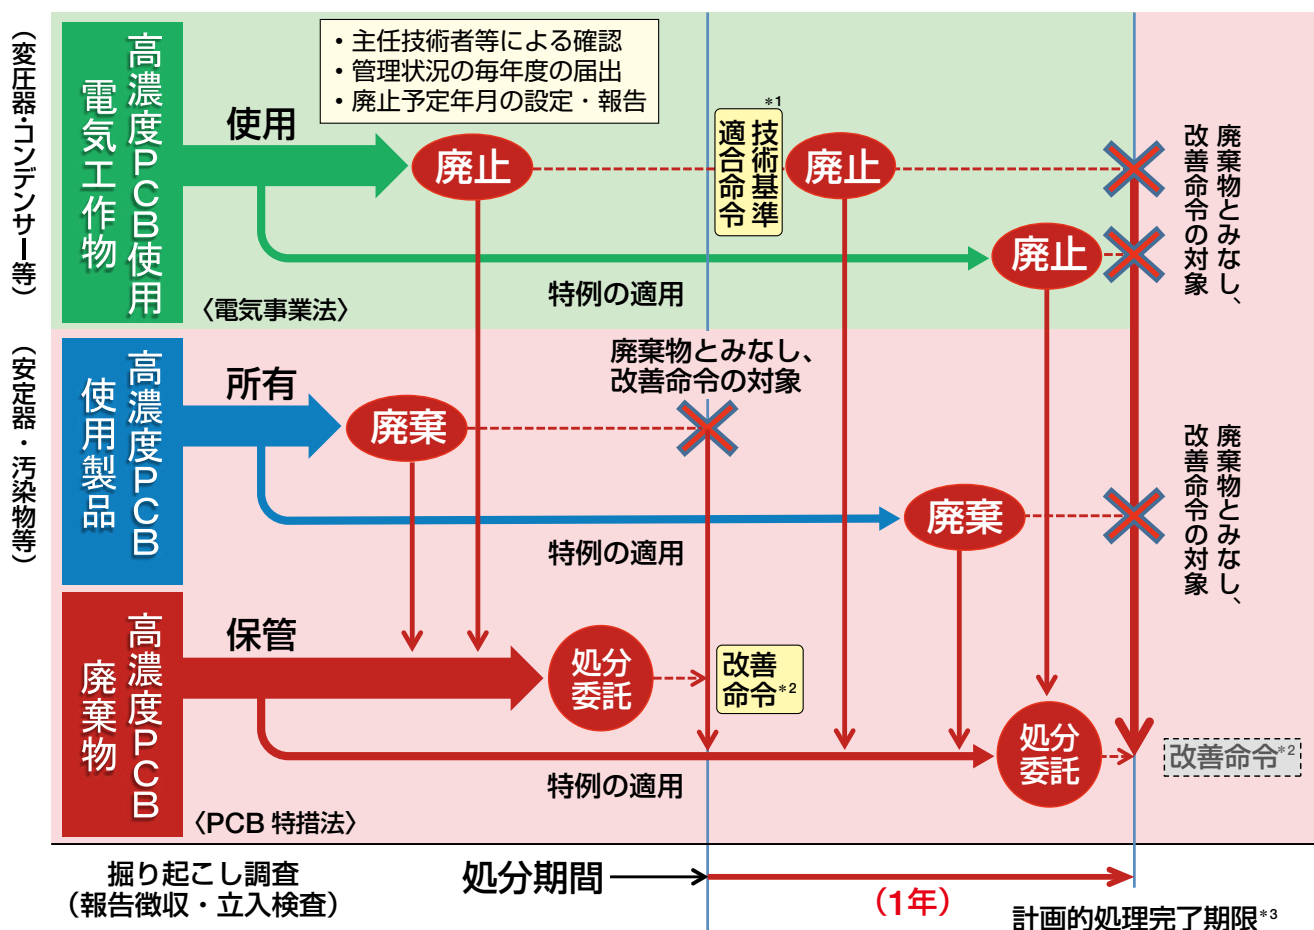 （変圧器・コンデンサー等）
高濃度PCB使用
電気工作物
使用
・主任技術者等による確認
・管理状況の毎年度の届出
・廃止予定年月の設定・報告
廃止
技術基準*1
適合命令
廃止
廃止
特例の適用
〈電気事業法〉
廃棄物とみなし、
改善命令の対象
（安定器・汚染物等）
高濃度PCB
使用製品
所有
廃棄
廃棄物とみなし、
改善命令の対象
廃棄
特例の適用
廃棄物とみなし、
改善命令の対象
高濃度PCB
廃棄物
保管
処分
委託
改善
命令*2
特例の適用
処分
委託
改善命令*2
〈PCB 特措法〉
掘り起こし調査
（報告徴収・立入検査）
処分期間
（1年）
計画的処理完了期限*3